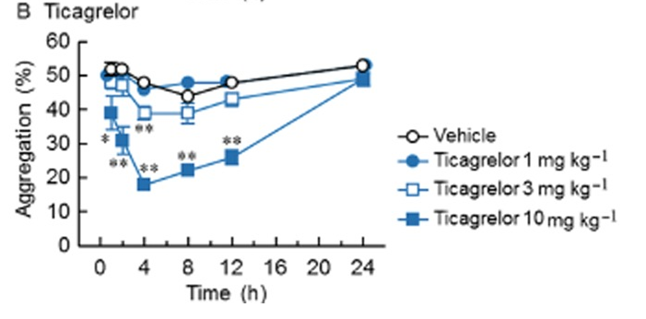 B Ticagrelor
Aggregation (%)
60
50
40
30
20
10
0
*
**
**
**
**
**
0 4 8 12 16 20 24
Time (h)
Vehicle
Ticagrelor 1 mg kg⁻¹
Ticagrelor 3 mg kg⁻¹
Ticagrelor 10 mg kg⁻¹